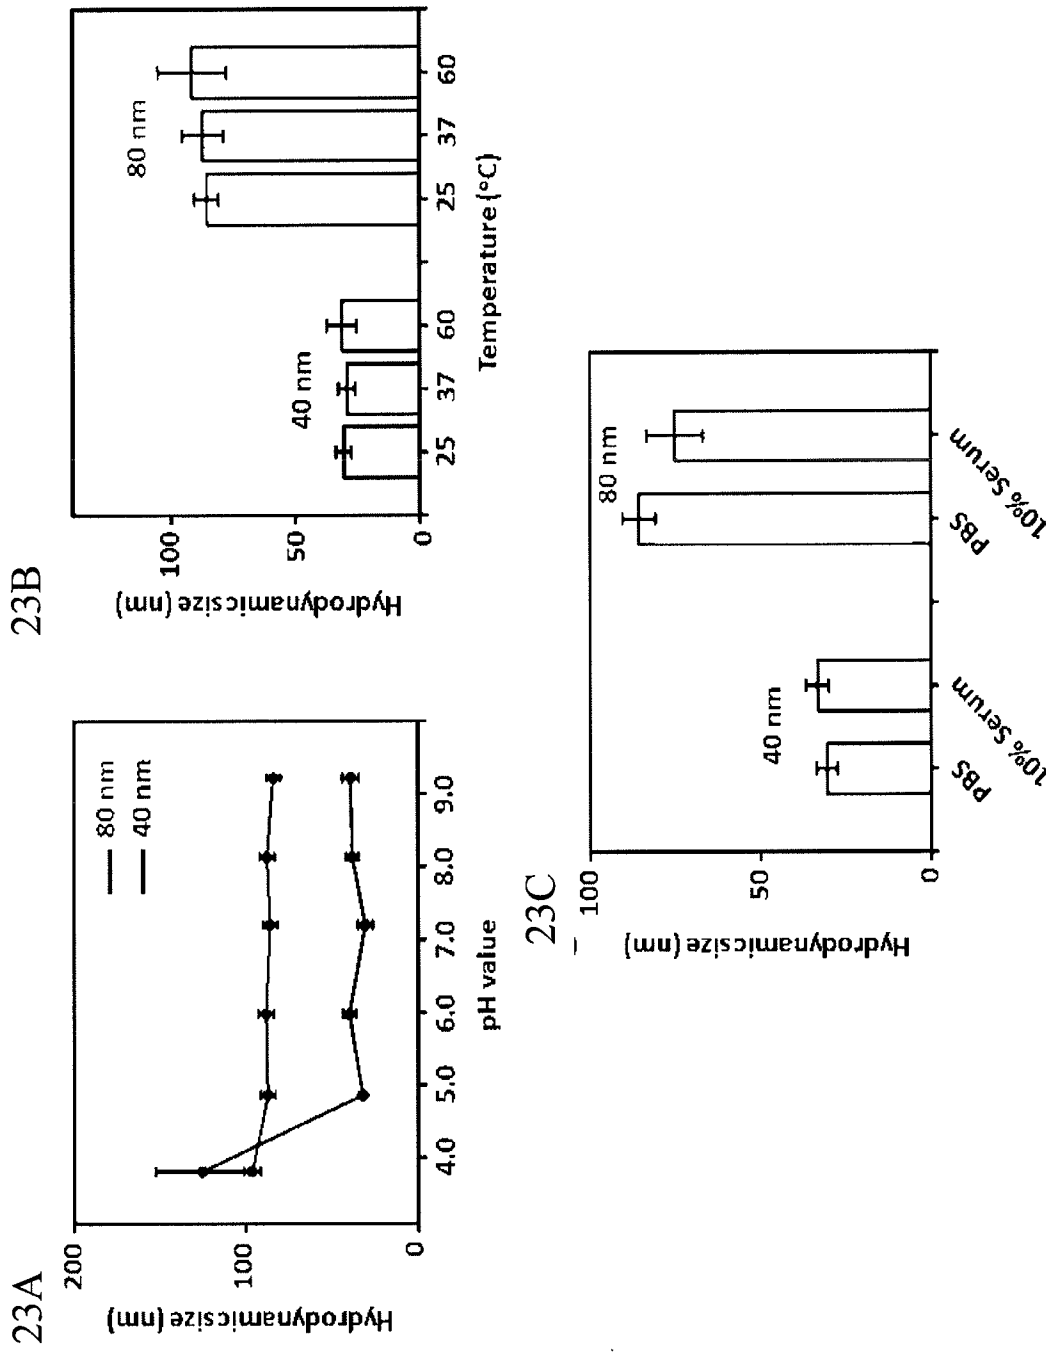 23A
Hydrodynamic size (nm)
200
100
0
80 nm
40 nm
4.0 5.0 6.0 7.0 8.0 9.0
pH value
23B
Hydrodynamic size (nm)
100
50
0
40 nm
80 nm
25 37 60 25 37 60
Temperature (°C)
23C
Hydrodynamic size (nm)
100
50
0
40 nm
80 nm
PBS 10% Serum PBS 10% Serum